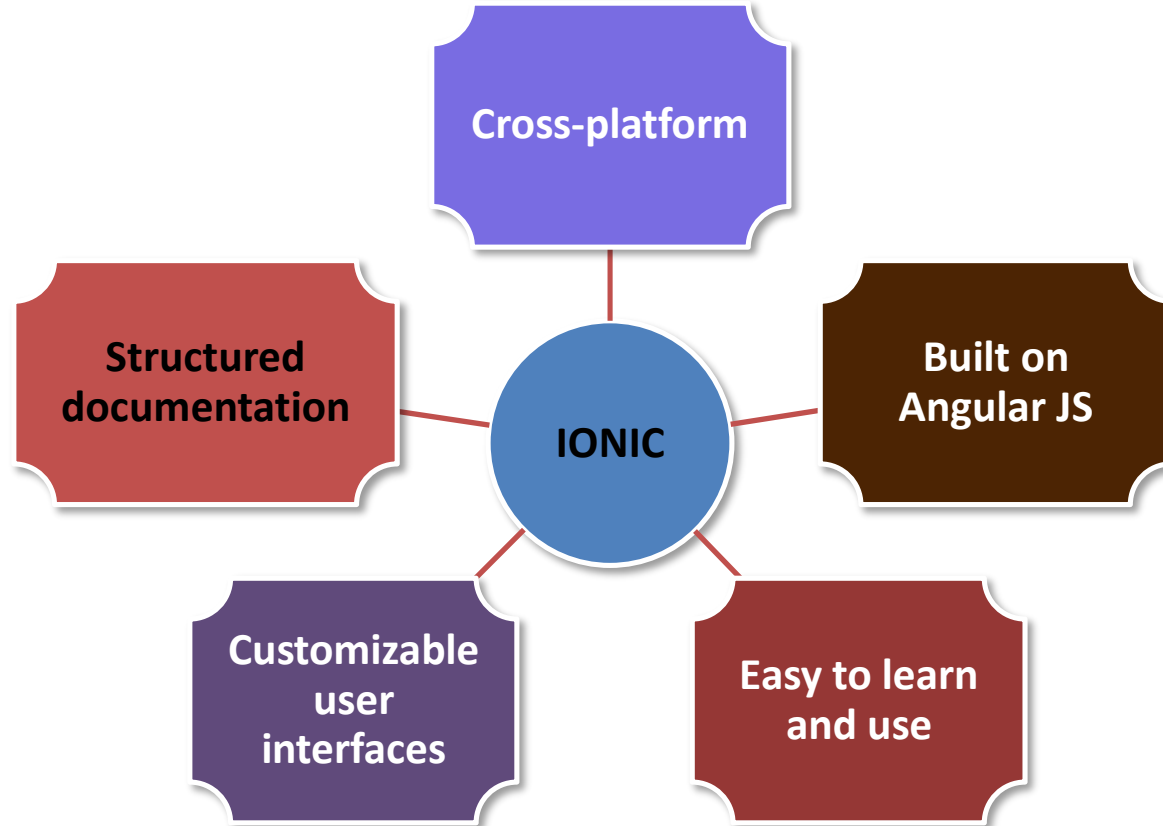 Cross-platform
Structured
documentation
IONIC
Built on
Angular JS
Customizable
user
interfaces
Easy to learn
and use